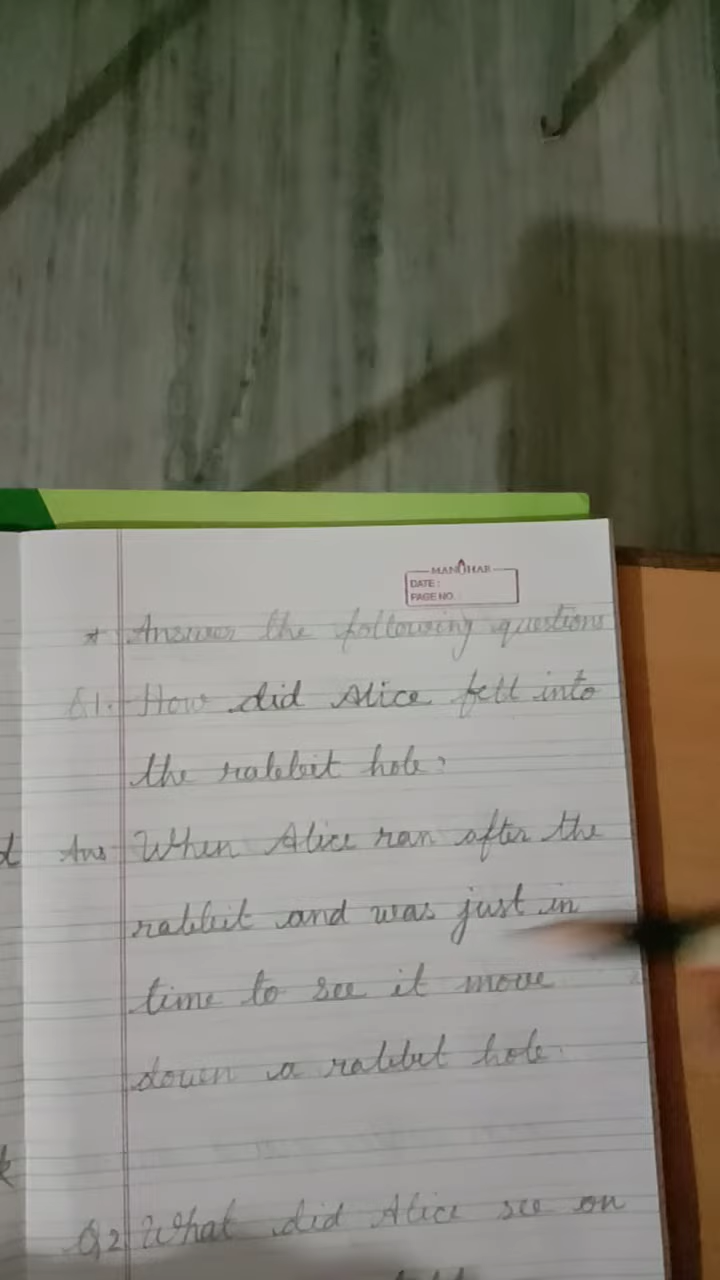 MANOHAR
DATE :
PAGE NO. :
* Answer the following questions
Q1. How did Alice fell into
the rabbit hole?
Ans When Alice ran after the
rabbit and was just in
time to see it move
down a rabbit hole.
Q2 What did Alice see on